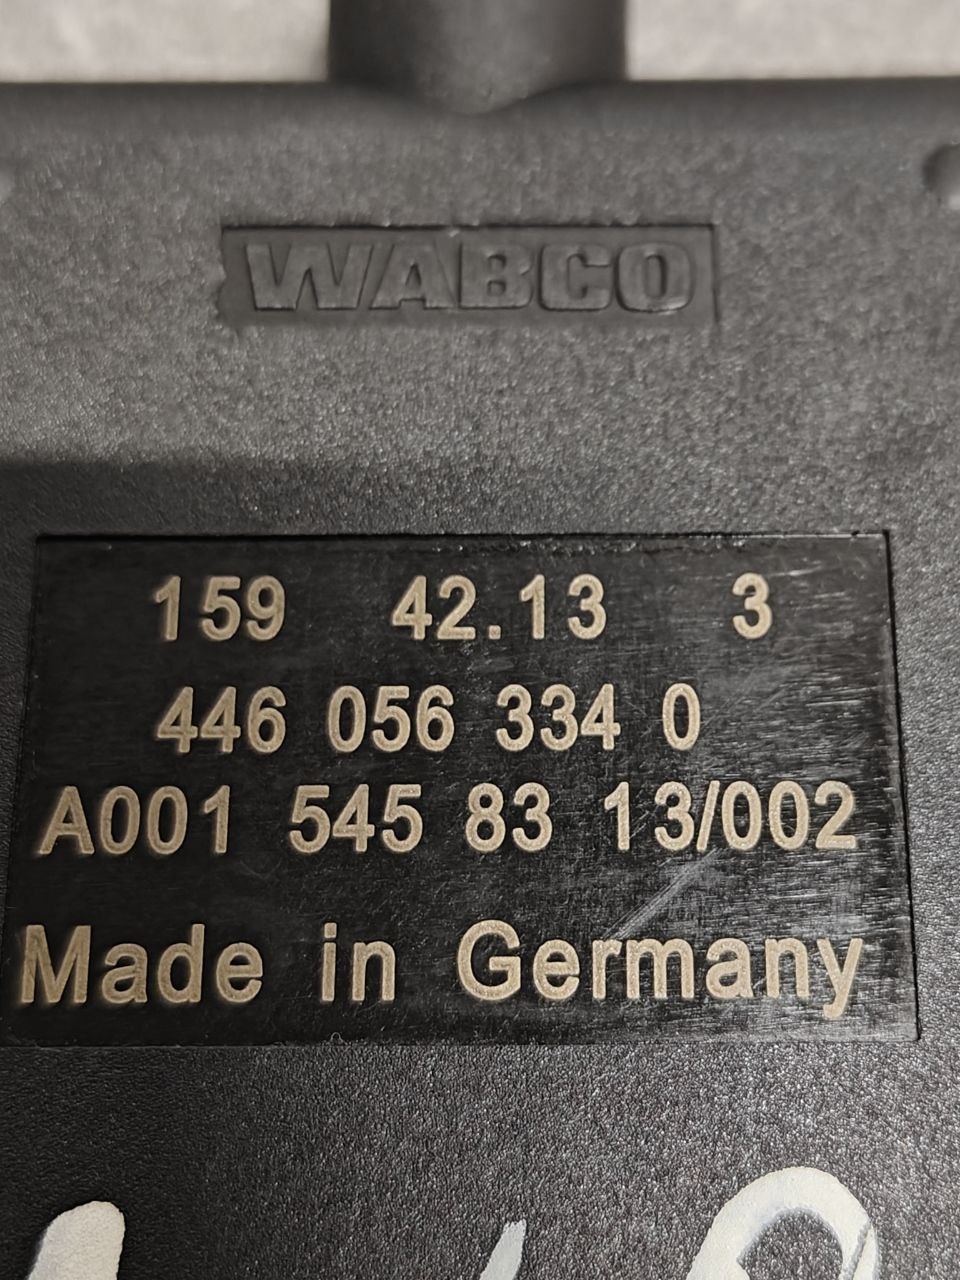 WABCO
159 42.13 3
446 056 334 0
A001 545 83 13/002
Made in Germany